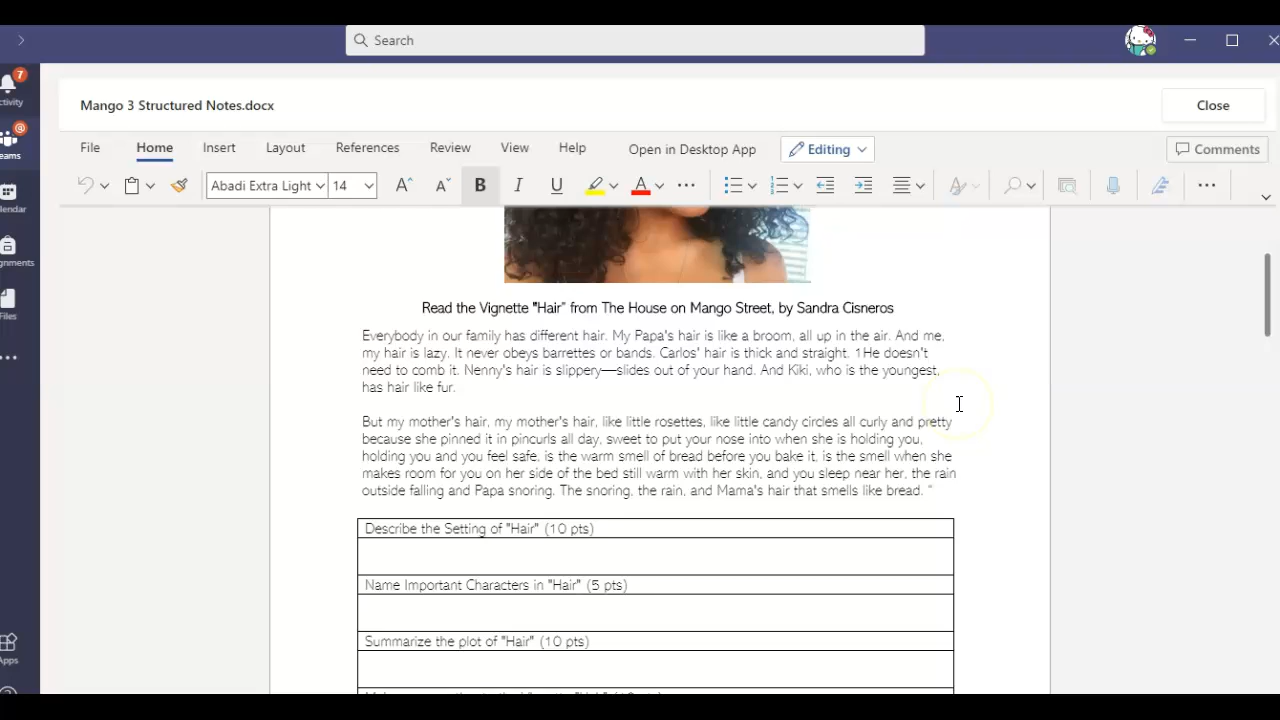 Search
7
ctivity
@
eams
lendar
gnments
Files
Apps
Mango 3 Structured Notes.docx
Close
File Home Insert Layout References Review View Help Open in Desktop App Editing Comments
Abadi Extra Light 14 A A B I U A
Read the Vignette "Hair" from The House on Mango Street, by Sandra Cisneros
Everybody in our family has different hair. My Papa's hair is like a broom, all up in the air. And me,
my hair is lazy. It never obeys barrettes or bands. Carlos' hair is thick and straight. 1He doesn't
need to comb it. Nenny's hair is slippery—slides out of your hand. And Kiki, who is the youngest,
has hair like fur.
But my mother's hair, my mother's hair, like little rosettes, like little candy circles all curly and pretty
because she pinned it in pincurls all day, sweet to put your nose into when she is holding you,
holding you and you feel safe, is the warm smell of bread before you bake it, is the smell when she
makes room for you on her side of the bed still warm with her skin, and you sleep near her, the rain
outside falling and Papa snoring. The snoring, the rain, and Mama's hair that smells like bread. "
Describe the Setting of "Hair" (10 pts)
Name Important Characters in "Hair" (5 pts)
Summarize the plot of "Hair" (10 pts)